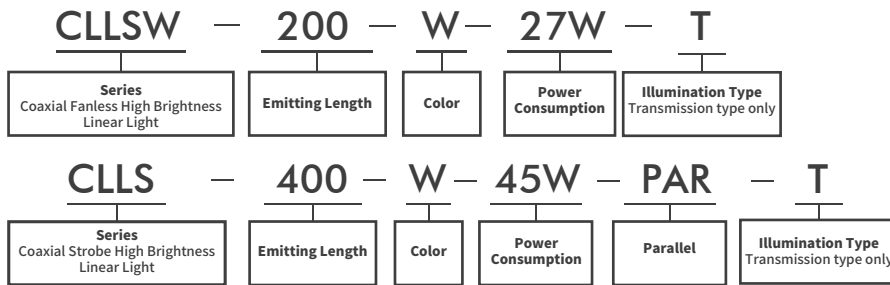 CLLSW — 200 — W — 27W — T
Series
Coaxial Fanless High Brightness
Linear Light
Emitting Length
Color
Power
Consumption
Illumination Type
Transmission type only
CLLS — 400 — W — 45W — PAR — T
Series
Coaxial Strobe High Brightness
Linear Light
Emitting Length
Color
Power
Consumption
Parallel
Illumination Type
Transmission type only